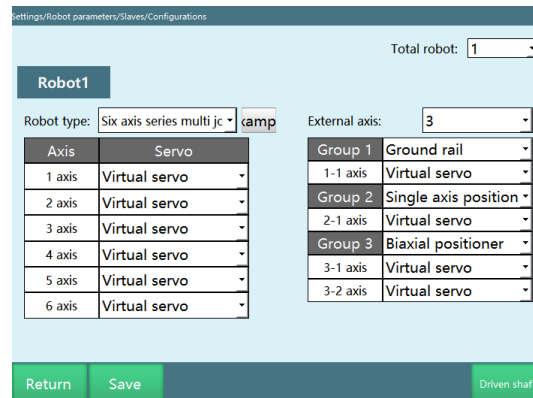 Settings/Robot parameters/Slaves/Configurations
Total robot: 1
Robot1
Robot type: Six axis series multi jc
External axis: 3
Axis Servo
1 axis Virtual servo
2 axis Virtual servo
3 axis Virtual servo
4 axis Virtual servo
5 axis Virtual servo
6 axis Virtual servo
Group 1 Ground rail
1-1 axis Virtual servo
Group 2 Single axis position
2-1 axis Virtual servo
Group 3 Biaxial positioner
3-1 axis Virtual servo
3-2 axis Virtual servo
Return Save Driven shaf